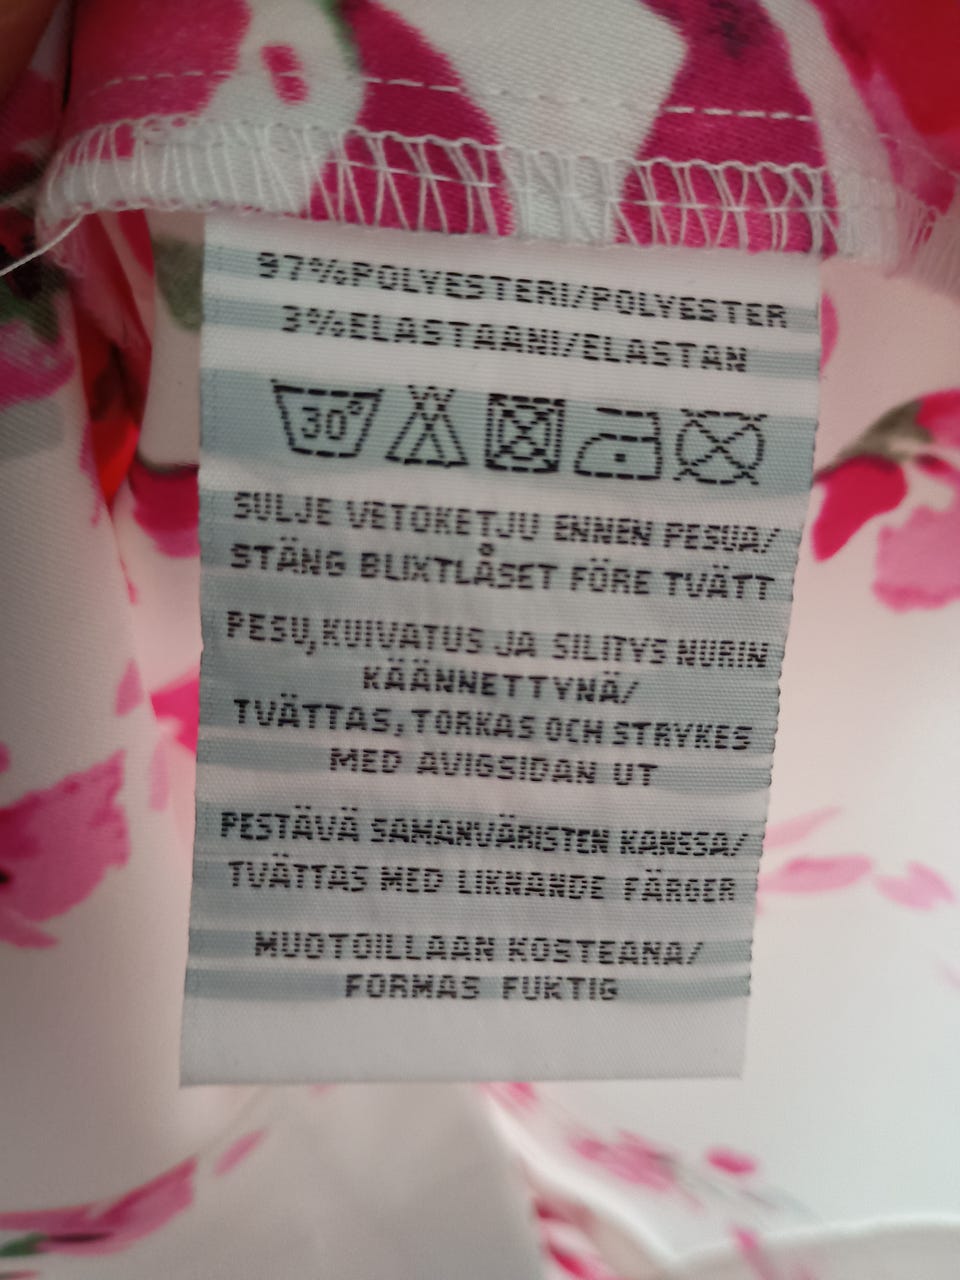 97%POLYESTERI/POLYESTER
3%ELASTAANI/ELASTAN
30°
SULJE VETOKETJU ENNEN PESUA/
STÄNG BLIXTLÅSET FÖRE TVÄTT
PESU,KUIVATUS JA SILITYS NURIN
KÄÄNNETTYNÄ/
TVÄTTAS,TORKAS OCH STRYKES
MED AVIGSIDAN UT
PESTÄVÄ SAMANVÄRISTEN KANSSA/
TVÄTTAS MED LIKNANDE FÄRGER
MUOTOILLAAN KOSTEANA/
FORMAS FUKTIG